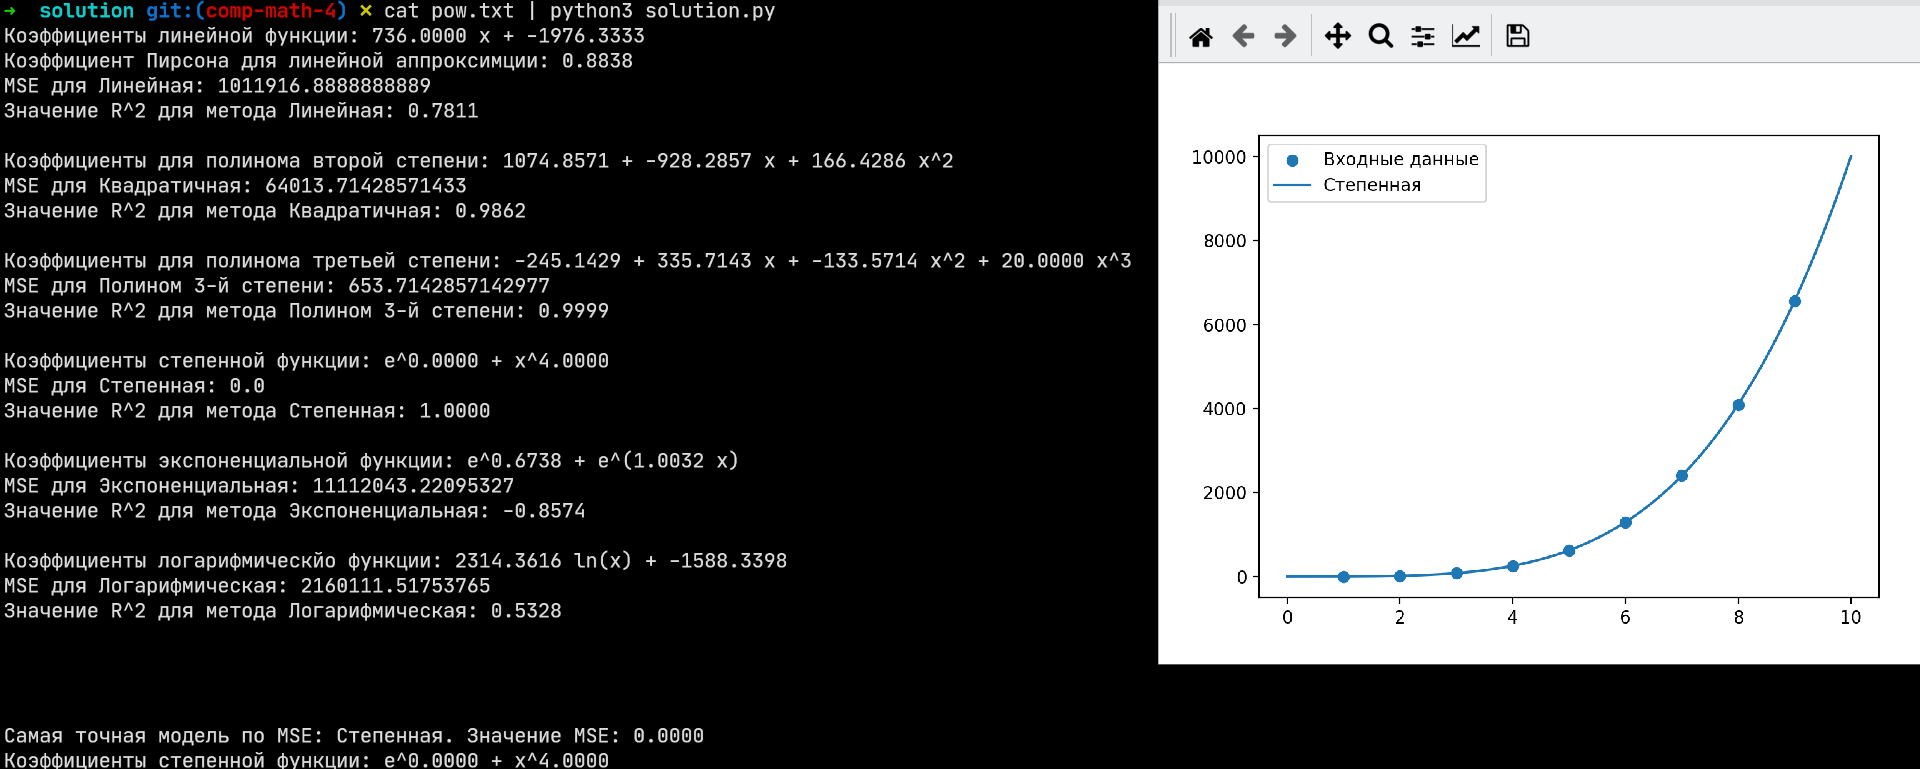 → solution git:(comp-math-4) × cat pow.txt | python3 solution.py
Коэффициенты линейной функции: 736.0000 x + -1976.3333
Коэффициент Пирсона для линейной аппроксимции: 0.8838
MSE для Линейная: 1011916.8888888889
Значение R^2 для метода Линейная: 0.7811
Коэффициенты для полинома второй степени: 1074.8571 + -928.2857 x + 166.4286 x^2
MSE для Квадратичная: 64013.71428571433
Значение R^2 для метода Квадратичная: 0.9862
Коэффициенты для полинома третьей степени: -245.1429 + 335.7143 x + -133.5714 x^2 + 20.0000 x^3
MSE для Полином 3-й степени: 653.7142857142977
Значение R^2 для метода Полином 3-й степени: 0.9999
Коэффициенты степенной функции: e^0.0000 + x^4.0000
MSE для Степенная: 0.0
Значение R^2 для метода Степенная: 1.0000
Коэффициенты экспоненциальной функции: e^0.6738 + e^(1.0032 x)
MSE для Экспоненциальная: 11112043.22095327
Значение R^2 для метода Экспоненциальная: -0.8574
Коэффициенты логарифмическйо функции: 2314.3616 ln(x) + -1588.3398
MSE для Логарифмическая: 2160111.51753765
Значение R^2 для метода Логарифмическая: 0.5328
Самая точная модель по MSE: Степенная. Значение MSE: 0.0000
Коэффициенты степенной функции: e^0.0000 + x^4.0000
Входные данные
Степенная
10000
8000
6000
4000
2000
0
0 2 4 6 8 10